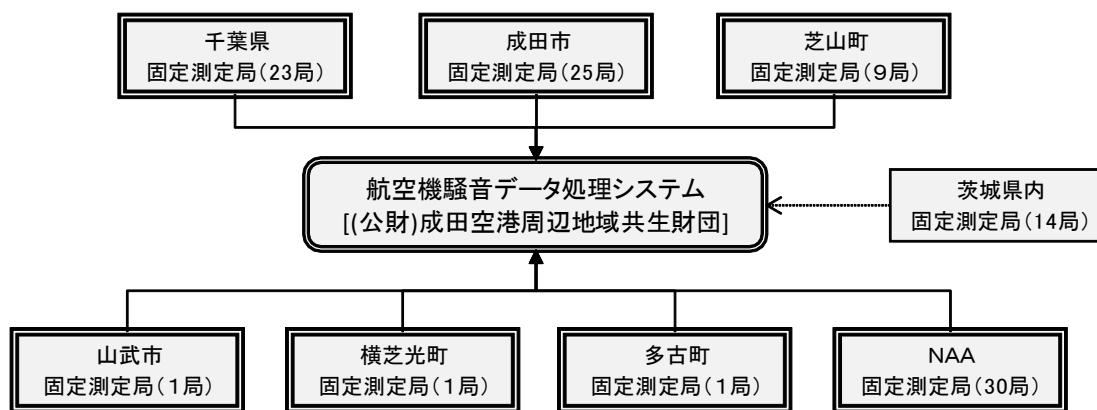 千葉県
固定測定局(23局)
成田市
固定測定局(25局)
芝山町
固定測定局(9局)
航空機騒音データ処理システム
[(公財)成田空港周辺地域共生財団]
茨城県内
固定測定局(14局)
山武市
固定測定局(1局)
横芝光町
固定測定局(1局)
多古町
固定測定局(1局)
NAA
固定測定局(30局)